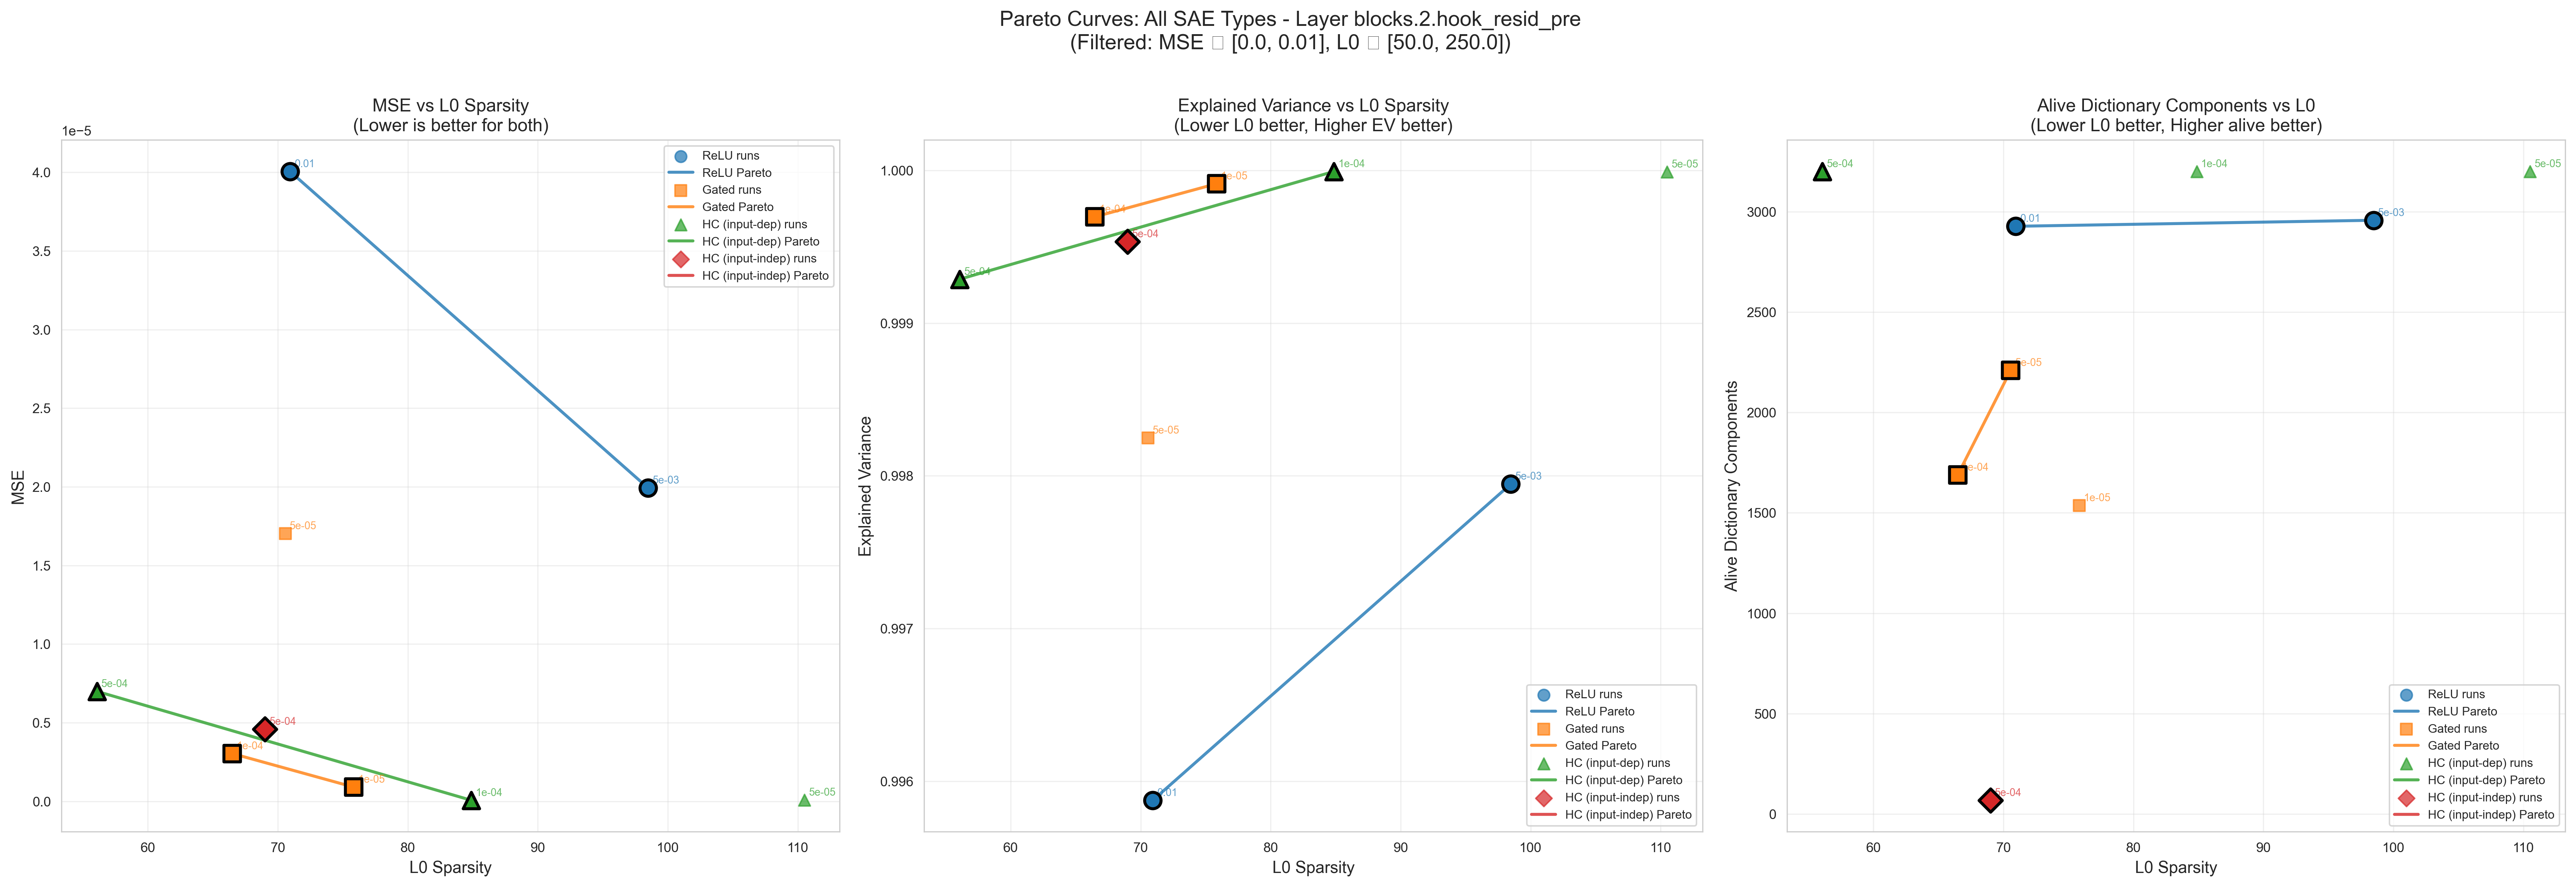 Pareto Curves: All SAE Types - Layer blocks.2.hook_resid_pre
(Filtered: MSE □ [0.0, 0.01], L0 □ [50.0, 250.0])
MSE vs L0 Sparsity
(Lower is better for both)
1e−5
4.0
3.5
3.0
2.5
2.0
1.5
1.0
0.5
0.0
MSE
60
70
80
90
100
110
L0 Sparsity
0.01
5e-03
5e-05
5e-04
5e-04
1e-04
5e-05
ReLU runs
ReLU Pareto
Gated runs
Gated Pareto
HC (input-dep) runs
HC (input-dep) Pareto
HC (input-indep) runs
HC (input-indep) Pareto
Explained Variance vs L0 Sparsity
(Lower L0 better, Higher EV better)
1.000
0.999
0.998
0.997
0.996
Explained Variance
60
70
80
90
100
110
L0 Sparsity
1e-04
5e-05
5e-04
5e-04
5e-05
5e-03
0.01
ReLU runs
ReLU Pareto
Gated runs
Gated Pareto
HC (input-dep) runs
HC (input-dep) Pareto
HC (input-indep) runs
HC (input-indep) Pareto
Alive Dictionary Components vs L0
(Lower L0 better, Higher alive better)
3000
2500
2000
1500
1000
500
0
Alive Dictionary Components
60
70
80
90
100
110
L0 Sparsity
5e-04
1e-04
5e-05
0.01
5e-03
5e-05
1e-05
5e-04
ReLU runs
ReLU Pareto
Gated runs
Gated Pareto
HC (input-dep) runs
HC (input-dep) Pareto
HC (input-indep) runs
HC (input-indep) Pareto